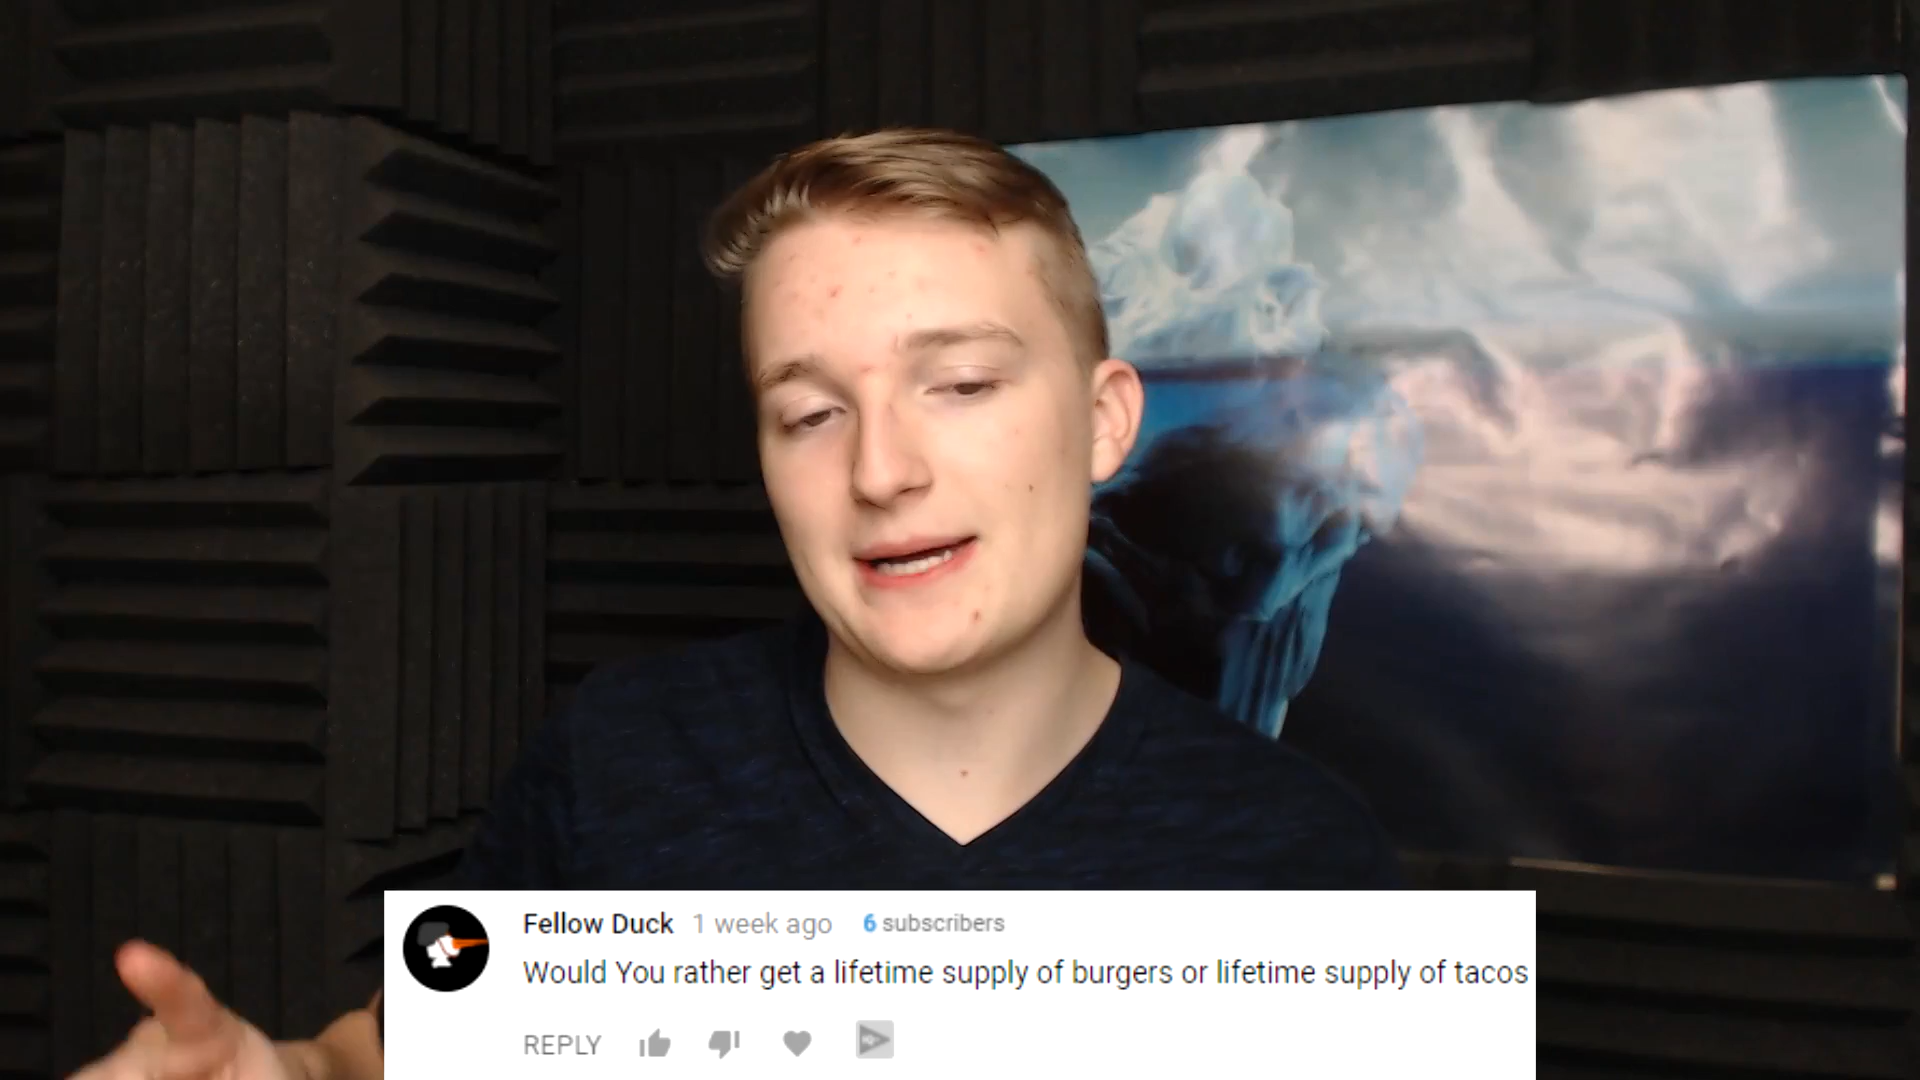 Fellow Duck 1 week ago 6 subscribers
Would You rather get a lifetime supply of burgers or lifetime supply of tacos
REPLY